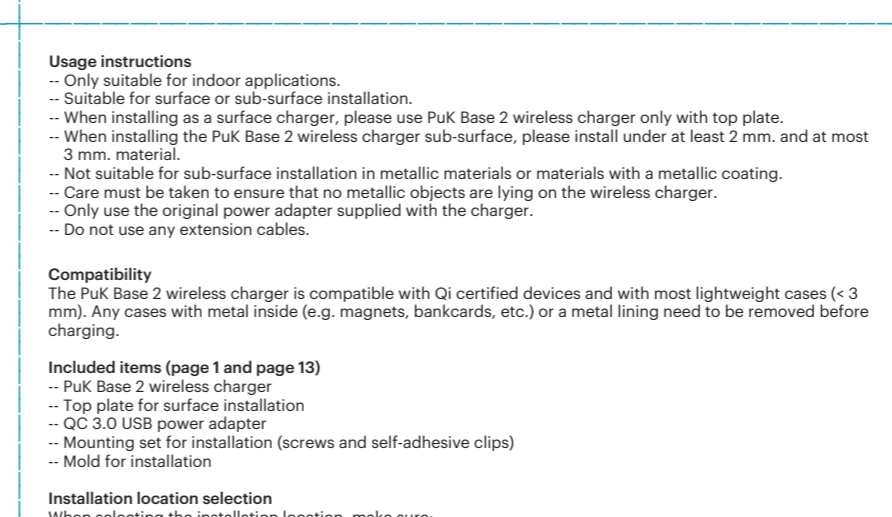 Usage instructions
-- Only suitable for indoor applications.
-- Suitable for surface or sub-surface installation.
-- When installing as a surface charger, please use PuK Base 2 wireless charger only with top plate.
-- When installing the PuK Base 2 wireless charger sub-surface, please install under at least 2 mm. and at most
3 mm. material.
-- Not suitable for sub-surface installation in metallic materials or materials with a metallic coating.
-- Care must be taken to ensure that no metallic objects are lying on the wireless charger.
-- Only use the original power adapter supplied with the charger.
-- Do not use any extension cables.
Compatibility
The PuK Base 2 wireless charger is compatible with Qi certified devices and with most lightweight cases (< 3
mm). Any cases with metal inside (e.g. magnets, bankcards, etc.) or a metal lining need to be removed before
charging.
Included items (page 1 and page 13)
-- PuK Base 2 wireless charger
-- Top plate for surface installation
-- QC 3.0 USB power adapter
-- Mounting set for installation (screws and self-adhesive clips)
-- Mold for installation
Installation location selection
When selecting the installation location, make sure: